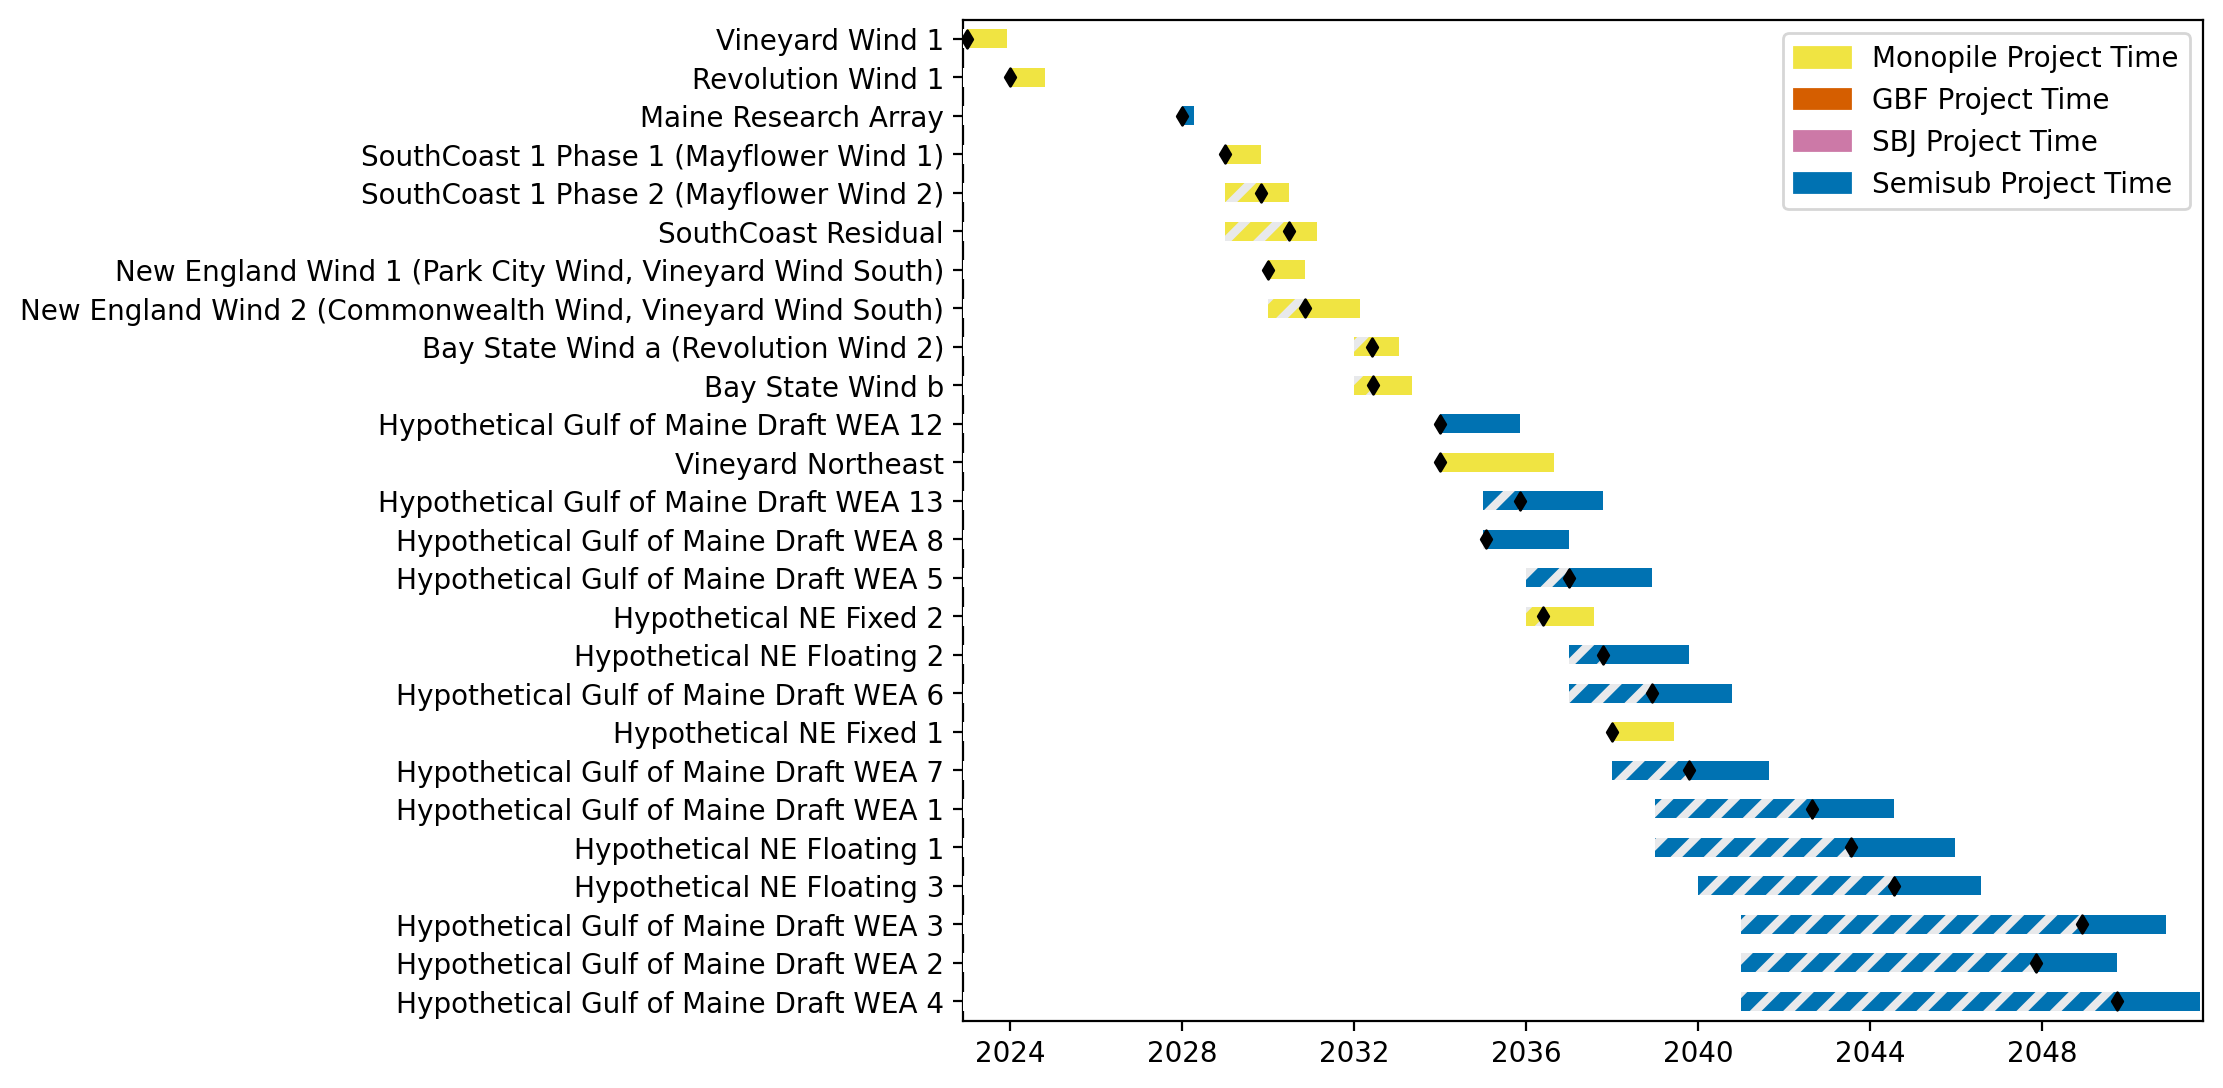 Vineyard Wind 1
Revolution Wind 1
Maine Research Array
SouthCoast 1 Phase 1 (Mayflower Wind 1)
SouthCoast 1 Phase 2 (Mayflower Wind 2)
SouthCoast Residual
New England Wind 1 (Park City Wind, Vineyard Wind South)
New England Wind 2 (Commonwealth Wind, Vineyard Wind South)
Bay State Wind a (Revolution Wind 2)
Bay State Wind b
Hypothetical Gulf of Maine Draft WEA 12
Vineyard Northeast
Hypothetical Gulf of Maine Draft WEA 13
Hypothetical Gulf of Maine Draft WEA 8
Hypothetical Gulf of Maine Draft WEA 5
Hypothetical NE Fixed 2
Hypothetical NE Floating 2
Hypothetical Gulf of Maine Draft WEA 6
Hypothetical NE Fixed 1
Hypothetical Gulf of Maine Draft WEA 7
Hypothetical Gulf of Maine Draft WEA 1
Hypothetical NE Floating 1
Hypothetical NE Floating 3
Hypothetical Gulf of Maine Draft WEA 3
Hypothetical Gulf of Maine Draft WEA 2
Hypothetical Gulf of Maine Draft WEA 4
Monopile Project Time
GBF Project Time
SBJ Project Time
Semisub Project Time
2024 2028 2032 2036 2040 2044 2048